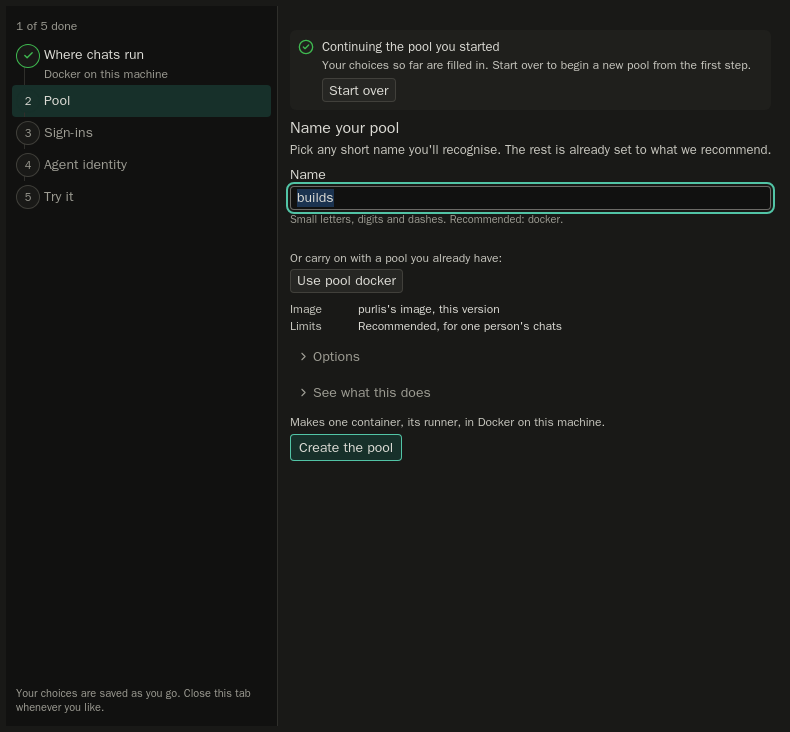 1 of 5 done
Where chats run
Docker on this machine
2 Pool
3 Sign-ins
4 Agent identity
5 Try it
Your choices are saved as you go. Close this tab
whenever you like.
Continuing the pool you started
Your choices so far are filled in. Start over to begin a new pool from the first step.
Start over
Name your pool
Pick any short name you'll recognise. The rest is already set to what we recommend.
Name
builds
Small letters, digits and dashes. Recommended: docker.
Or carry on with a pool you already have:
Use pool docker
Image purlis's image, this version
Limits Recommended, for one person's chats
Options
See what this does
Makes one container, its runner, in Docker on this machine.
Create the pool